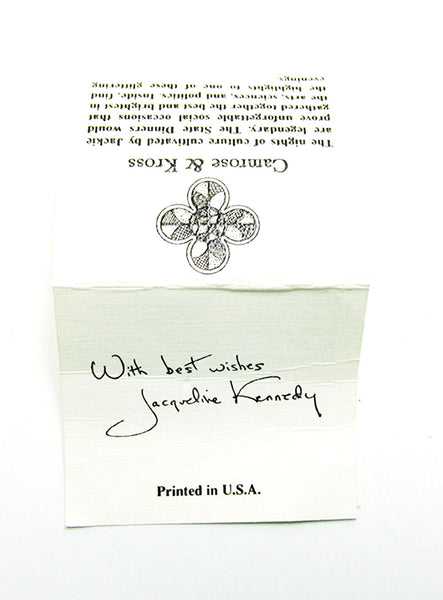 Camrose & Kross
The nights of culture cultivated by Jackie
are legendary. The State Dinners would
prove unforgettable social occasions that
gathered together the best and brightest in
the arts, sciences, and politics. Inside, find
the highlights to one of these glittering
evenings.
With best wishes
Jacqueline Kennedy
Printed in U.S.A.